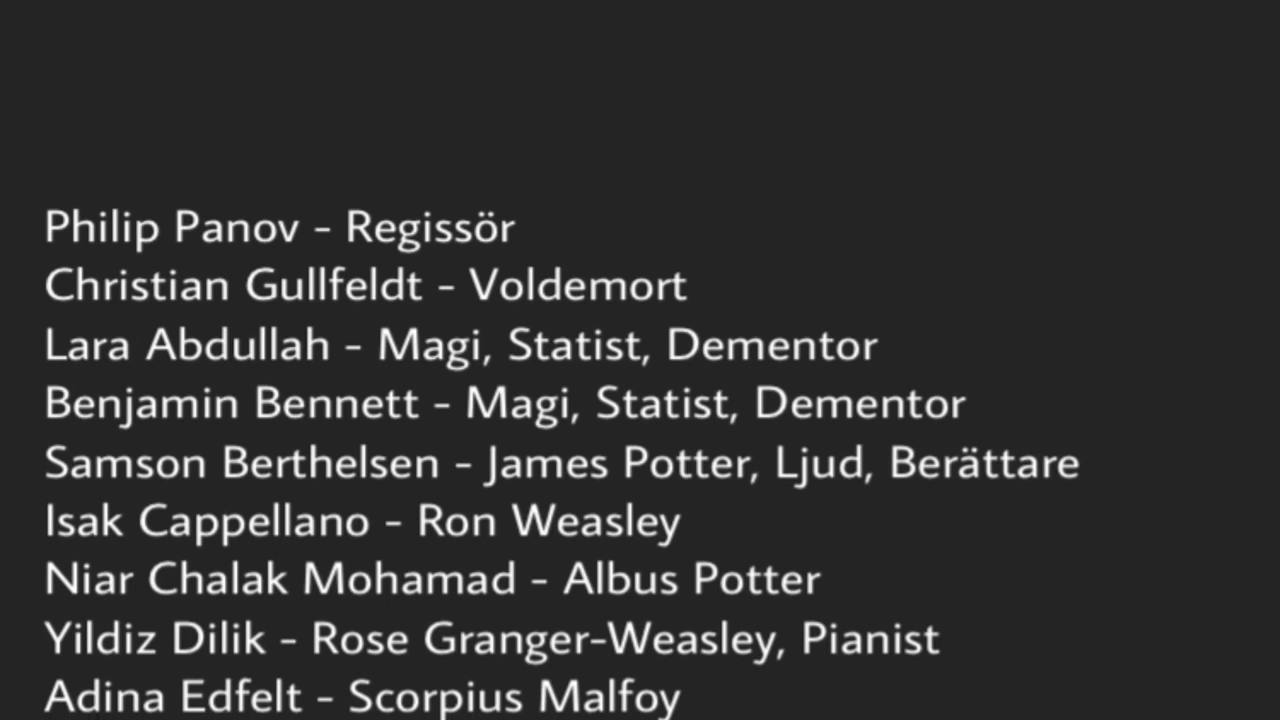 Philip Panov - Regissör
Christian Gullfeldt - Voldemort
Lara Abdullah - Magi, Statist, Dementor
Benjamin Bennett - Magi, Statist, Dementor
Samson Berthelsen - James Potter, Ljud, Berättare
Isak Cappellano - Ron Weasley
Niar Chalak Mohamad - Albus Potter
Yildiz Dilik - Rose Granger-Weasley, Pianist
Adina Edfelt - Scorpius Malfoy